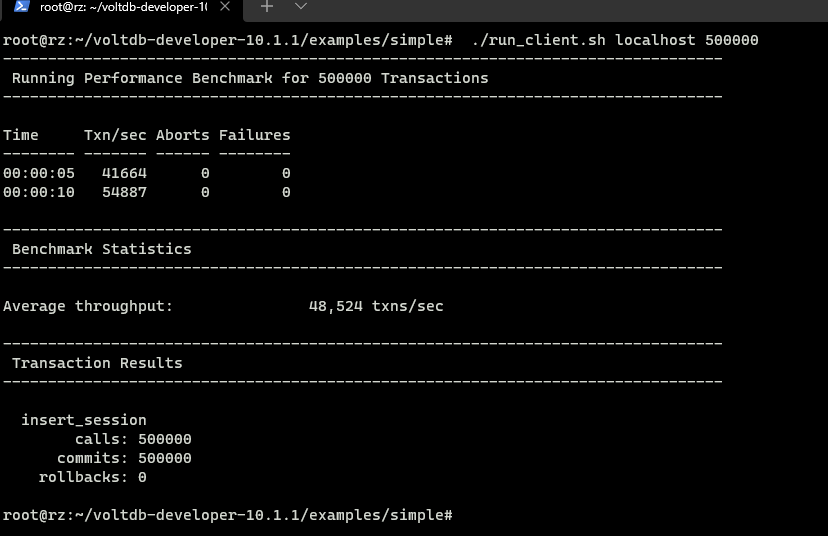 root@rz: ~/voltdb-developer-10
root@rz:~/voltdb-developer-10.1.1/examples/simple#  ./run_client.sh localhost 500000
--------------------------------------------------------------------------------
 Running Performance Benchmark for 500000 Transactions
--------------------------------------------------------------------------------
Time     Txn/sec Aborts Failures
-------- ------- ------ --------
00:00:05   41664      0        0
00:00:10   54887      0        0
--------------------------------------------------------------------------------
 Benchmark Statistics
--------------------------------------------------------------------------------
Average throughput:               48,524 txns/sec
--------------------------------------------------------------------------------
 Transaction Results
--------------------------------------------------------------------------------
  insert_session
        calls: 500000
      commits: 500000
    rollbacks: 0
root@rz:~/voltdb-developer-10.1.1/examples/simple#